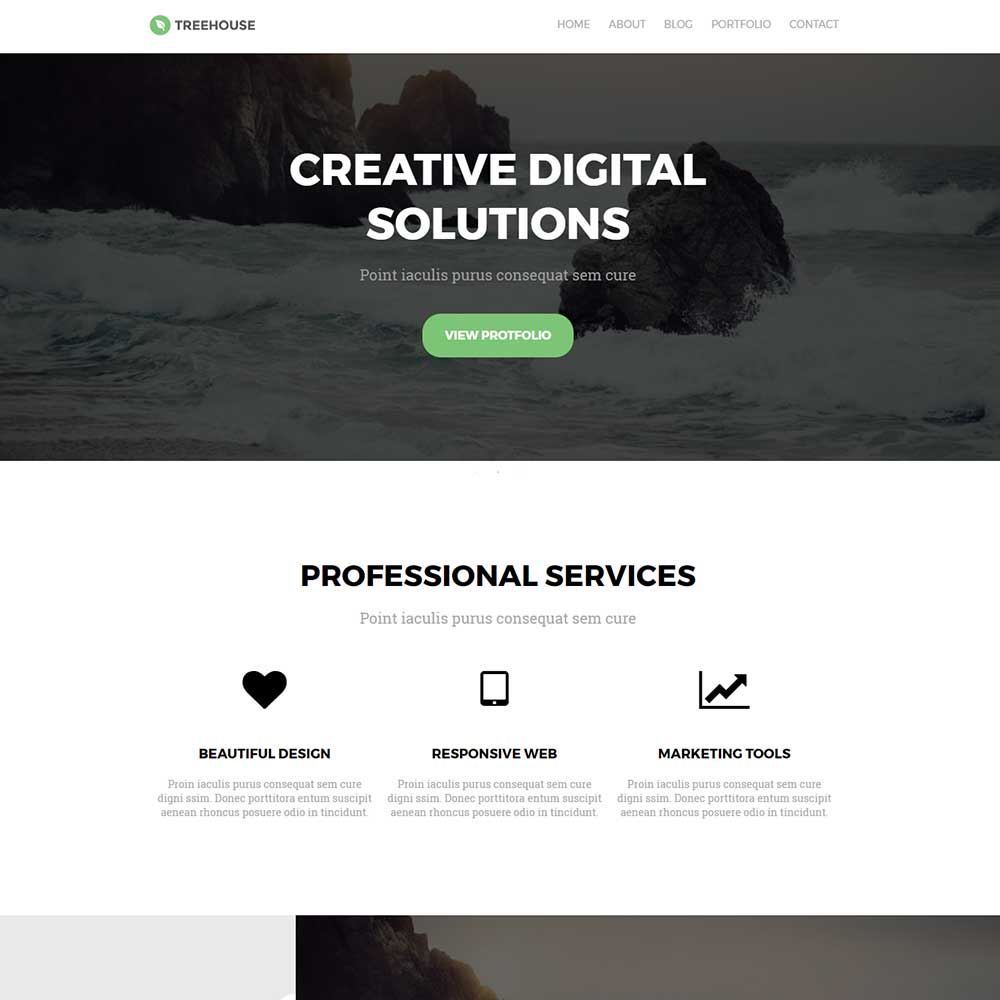 TREEHOUSE
HOME ABOUT BLOG PORTFOLIO CONTACT
CREATIVE DIGITAL
SOLUTIONS
Point iaculis purus consequat sem cure
VIEW PROTFOLIO
PROFESSIONAL SERVICES
Point iaculis purus consequat sem cure
BEAUTIFUL DESIGN
Proin iaculis purus consequat sem cure
digni ssim. Donec porttitora entum suscipit
aenean rhoncus posuere odio in tincidunt.
RESPONSIVE WEB
Proin iaculis purus consequat sem cure
digni ssim. Donec porttitora entum suscipit
aenean rhoncus posuere odio in tincidunt.
MARKETING TOOLS
Proin iaculis purus consequat sem cure
digni ssim. Donec porttitora entum suscipit
aenean rhoncus posuere odio in tincidunt.